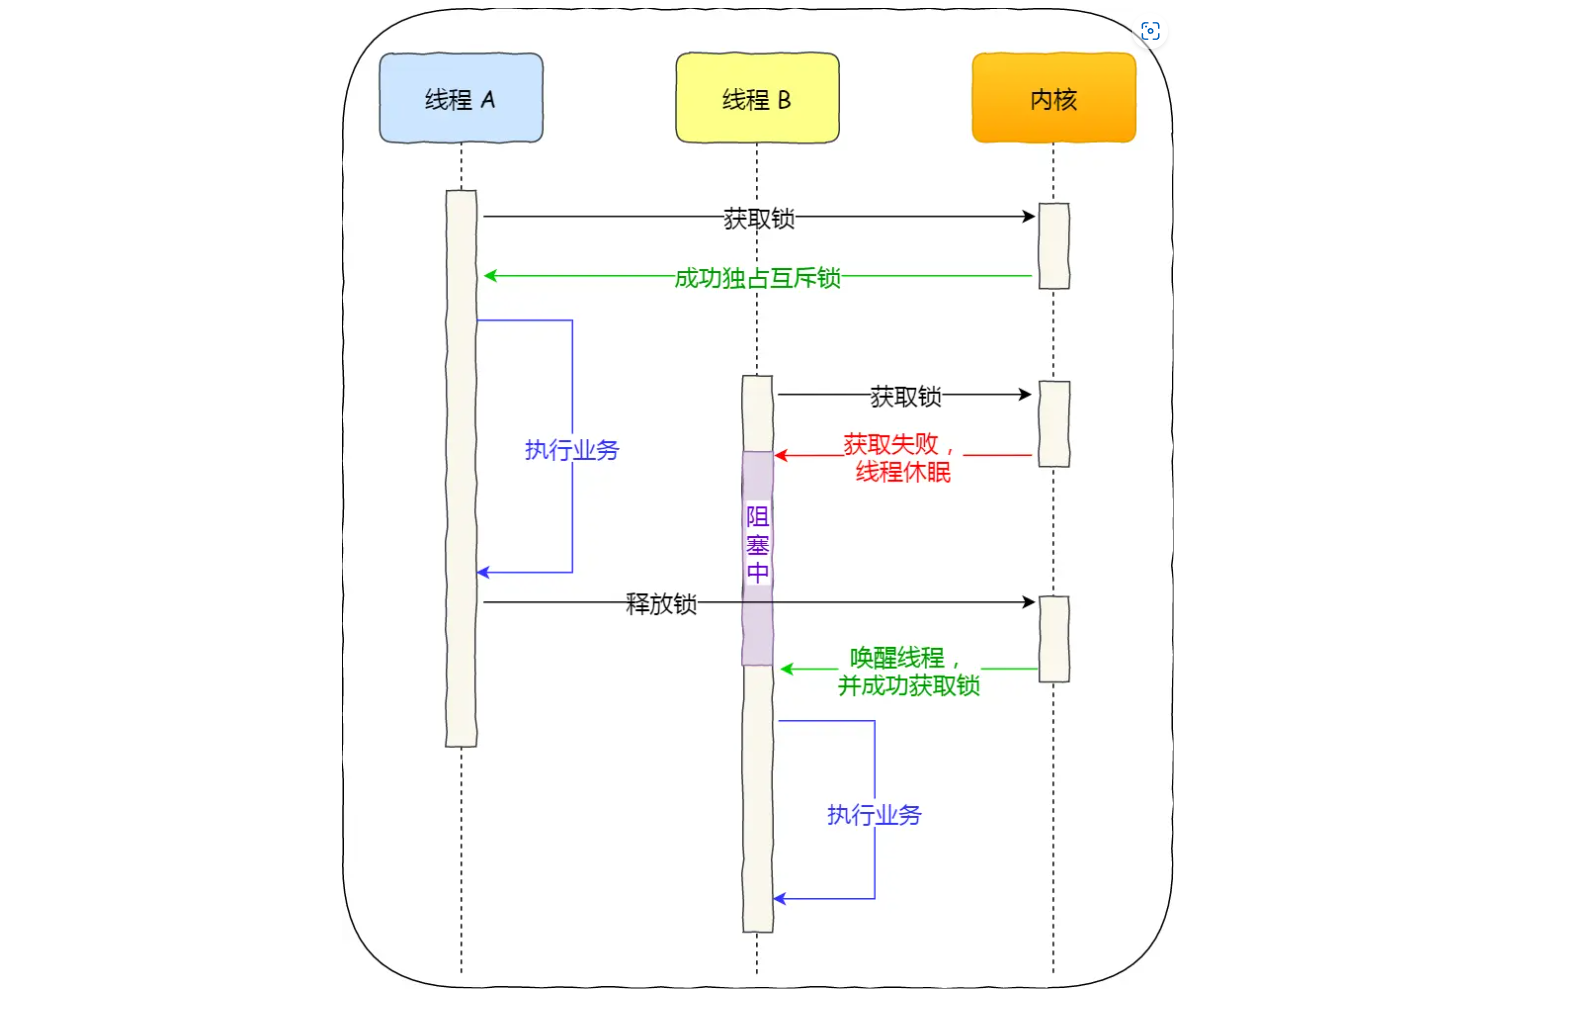 线程 A
线程 B
内核
获取锁
成功独占互斥锁
获取锁
获取失败，
线程休眠
执行业务
阻
塞
中
释放锁
唤醒线程，
并成功获取锁
执行业务